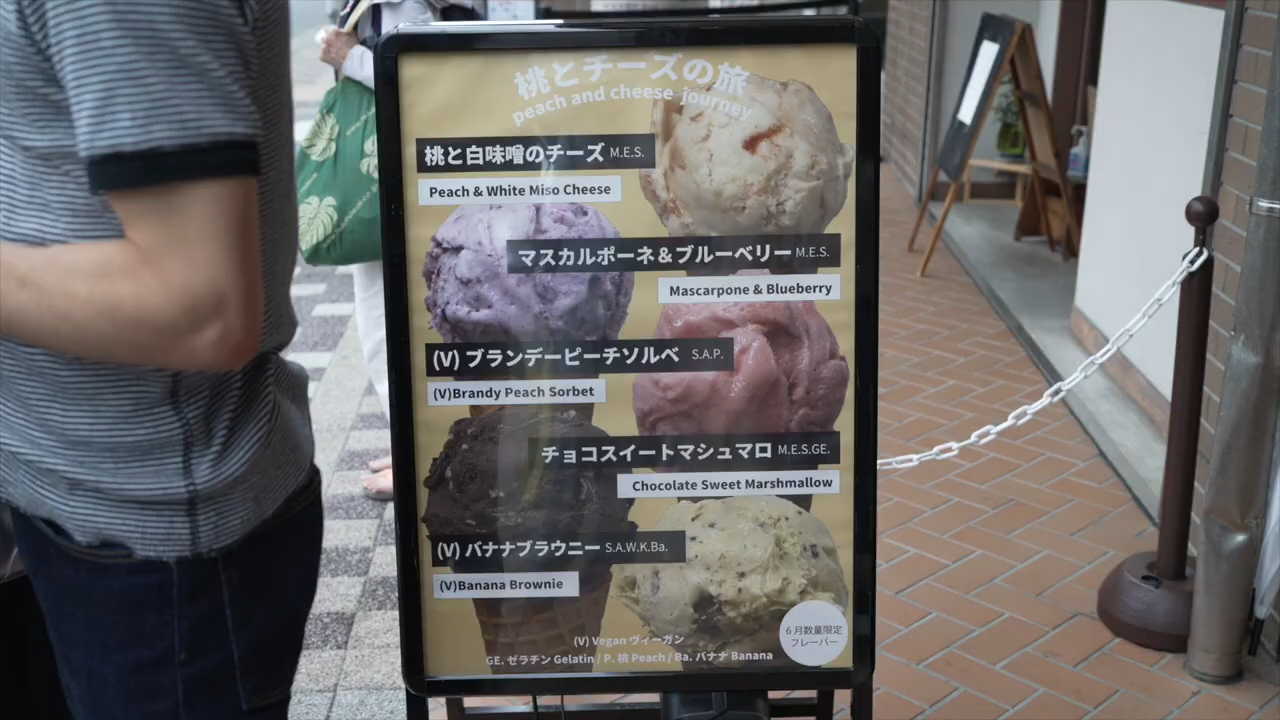 桃とチーズの旅
peach and cheese journey
桃と白味噌のチーズ M.E.S.
Peach & White Miso Cheese
マスカルポーネ＆ブルーベリー M.E.S.
Mascarpone & Blueberry
(V) ブランデーピーチソルベ S.A.P.
(V)Brandy Peach Sorbet
チョコスイートマシュマロ M.E.S.GE.
Chocolate Sweet Marshmallow
(V) バナナブラウニー S.A.W.K.Ba.
(V)Banana Brownie
6月数量限定
フレーバー
(V) Vegan ヴィーガン
GE. ゼラチン Gelatin / P. 桃 Peach / Ba. バナナ Banana